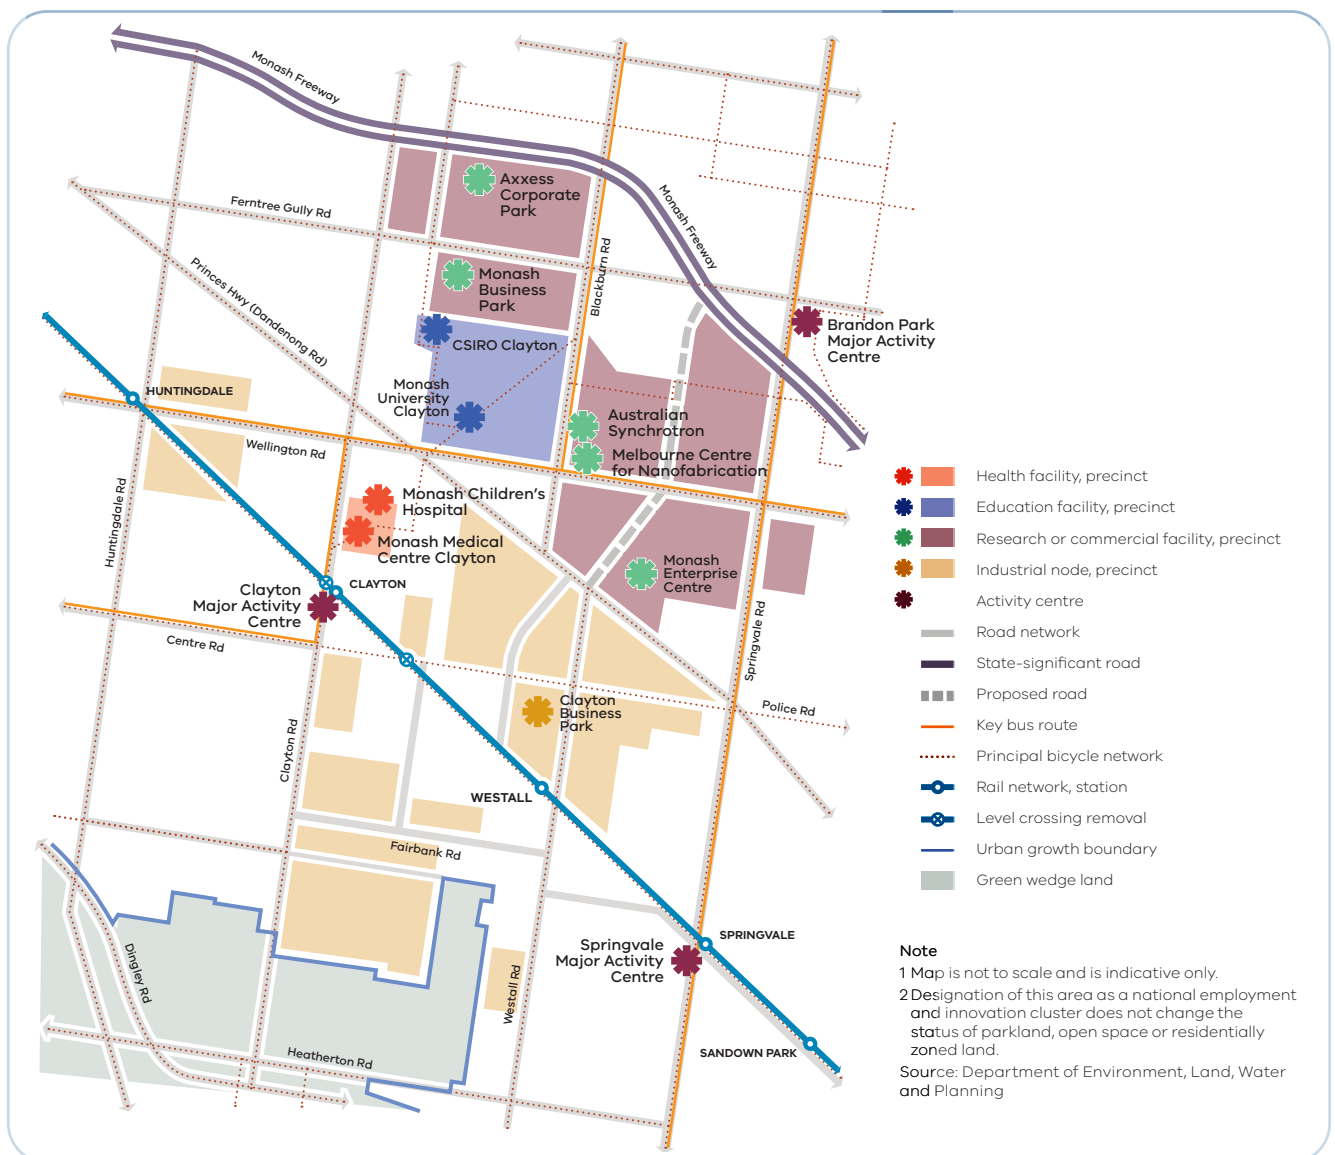 Monash Freeway
Axxess
Corporate
Park
Ferntree Gully Rd
Monash Freeway
Princes Hwy (Dandenong Rd)
Blackburn Rd
Monash
Business
Park
Brandon Park
Major Activity
Centre
CSIRO Clayton
Monash
University
Clayton
HUNTINGDALE
Australian
Synchrotron
Wellington Rd
Melbourne Centre
for Nanofabrication
Huntingdale Rd
Monash Children's
Hospital
Monash Medical
Centre Clayton
Monash
Enterprise
Centre
CLAYTON
Clayton
Major Activity
Centre
Centre Rd
Springvale Rd
Clayton
Business
Park
Police Rd
Clayton Rd
WESTALL
Fairbank Rd
Dingley Rd
Westall Rd
SPRINGVALE
Springvale
Major Activity
Centre
Heatherton Rd
SANDOWN PARK
Health facility, precinct
Education facility, precinct
Research or commercial facility, precinct
Industrial node, precinct
Activity centre
Road network
State-significant road
Proposed road
Key bus route
Principal bicycle network
Rail network, station
Level crossing removal
Urban growth boundary
Green wedge land
Note
1 Map is not to scale and is indicative only.
2 Designation of this area as a national employment
and innovation cluster does not change the
status of parkland, open space or residentially
zoned land.
Source: Department of Environment, Land, Water
and Planning